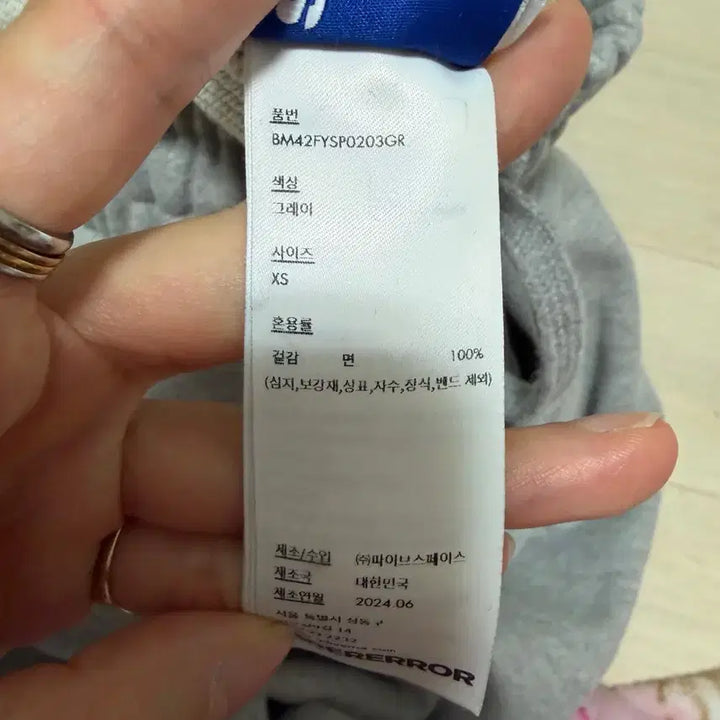 품번
BM42FYSP0203GR
색상
그레이
사이즈
XS
혼용률
겉감 면 100%
(심지,보강재,상표,자수,장식,밴드 제외)
제조/수입 ㈜파이브스페이스
제조국 대한민국
제조연월 2024.06
서울 특별시 성동구
14
ERERROR